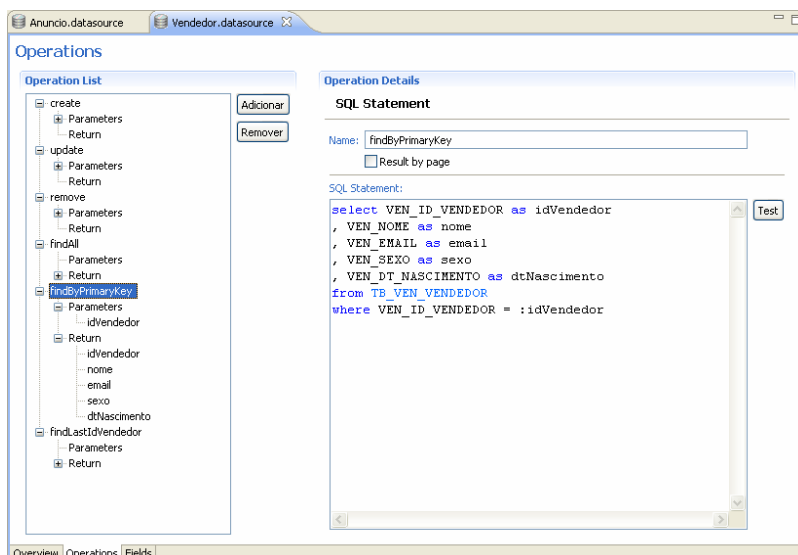 Anuncio.datasource
Vendedor.datasource
Operations
Operation List
create
Parameters
Return
update
Parameters
Return
remove
Parameters
Return
findAll
Parameters
Return
findByPrimaryKey
Parameters
idVendedor
Return
idVendedor
nome
email
sexo
dtNascimento
findLastIdVendedor
Parameters
Return
Adicionar
Remover
Operation Details
SQL Statement
Name: findByPrimaryKey
Result by page
SQL Statement:
select VEN_ID_VENDEDOR as idVendedor
, VEN_NOME as nome
, VEN_EMAIL as email
, VEN_SEXO as sexo
, VEN_DT_NASCIMENTO as dtNascimento
from TB_VEN_VENDEDOR
where VEN_ID_VENDEDOR = :idVendedor
Test
Overview Operations Fields